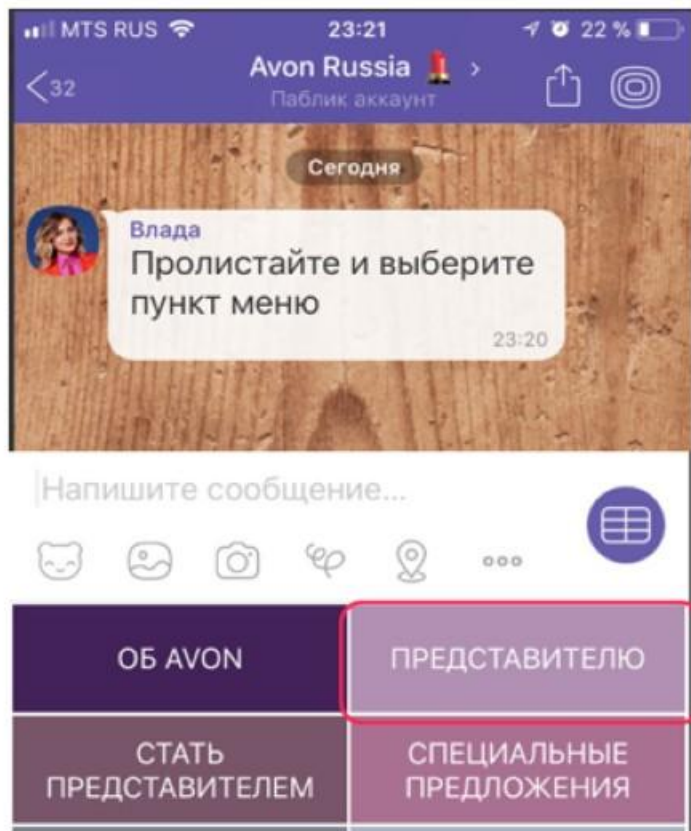 MTS RUS 23:21 22 %
32 Avon Russia
Паблик аккаунт
Сегодня
Влада
Пролистайте и выберите
пункт меню
23:20
Напишите сообщение...
ОБ AVON
ПРЕДСТАВИТЕЛЮ
СТАТЬ
ПРЕДСТАВИТЕЛЕМ
СПЕЦИАЛЬНЫЕ
ПРЕДЛОЖЕНИЯ